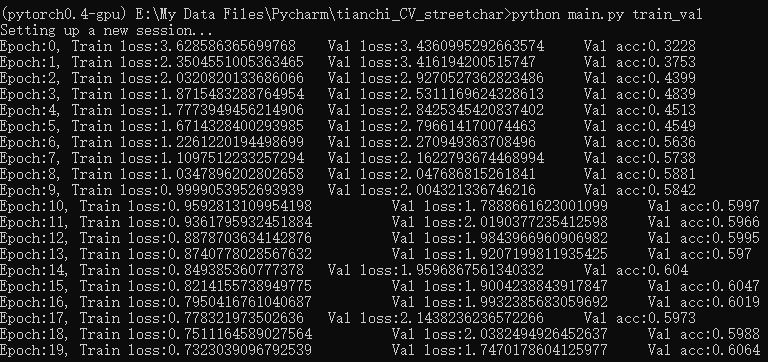 (pytorch0.4-gpu) E:\My Data Files\Pycharm\tianchi_CV_streetchar>python main.py train_val
Setting up a new session...
Epoch:0, Train loss:3.628586365699768 Val loss:3.4360995292663574 Val acc:0.3228
Epoch:1, Train loss:2.3504551005363465 Val loss:3.416194200515747 Val acc:0.3753
Epoch:2, Train loss:2.0320820133686066 Val loss:2.9270527362823486 Val acc:0.4399
Epoch:3, Train loss:1.8715483288764954 Val loss:2.5311169624328613 Val acc:0.4839
Epoch:4, Train loss:1.7773949456214906 Val loss:2.8425345420837402 Val acc:0.4513
Epoch:5, Train loss:1.6714328400293985 Val loss:2.796614170074463 Val acc:0.4549
Epoch:6, Train loss:1.2261220194498699 Val loss:2.270949363708496 Val acc:0.5636
Epoch:7, Train loss:1.1097512233257294 Val loss:2.1622793674468994 Val acc:0.5738
Epoch:8, Train loss:1.0347896202802658 Val loss:2.047686815261841 Val acc:0.5881
Epoch:9, Train loss:0.9999053952693939 Val loss:2.004321336746216 Val acc:0.5842
Epoch:10, Train loss:0.9592813109954198 Val loss:1.7888661623001099 Val acc:0.5997
Epoch:11, Train loss:0.9361795932451884 Val loss:2.0190377235412598 Val acc:0.5966
Epoch:12, Train loss:0.8878703634142876 Val loss:1.9843966960906982 Val acc:0.5995
Epoch:13, Train loss:0.8740778028567632 Val loss:1.9207199811935425 Val acc:0.597
Epoch:14, Train loss:0.849385360777378 Val loss:1.9596867561340332 Val acc:0.604
Epoch:15, Train loss:0.8214155738949775 Val loss:1.9004238843917847 Val acc:0.6047
Epoch:16, Train loss:0.7950416761040687 Val loss:1.9932385683059692 Val acc:0.6019
Epoch:17, Train loss:0.778321973502636 Val loss:2.1438236236572266 Val acc:0.5973
Epoch:18, Train loss:0.7511164589027564 Val loss:2.0382494926452637 Val acc:0.5988
Epoch:19, Train loss:0.7323039096792539 Val loss:1.7470178604125977 Val acc:0.6064